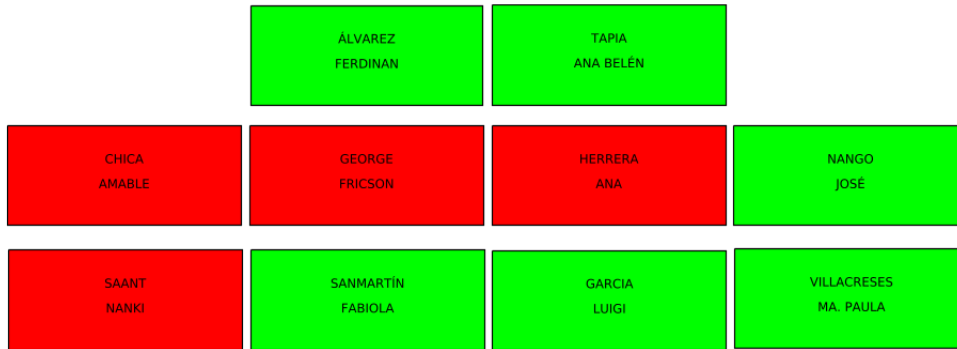 ÁLVAREZ
FERDINAN
TAPIA
ANA BELÉN
CHICA
AMABLE
GEORGE
FRICSON
HERRERA
ANA
NANGO
JOSÉ
SAANT
NANKI
SANMARTÍN
FABIOLA
GARCIA
LUIGI
VILLACRESES
MA. PAULA